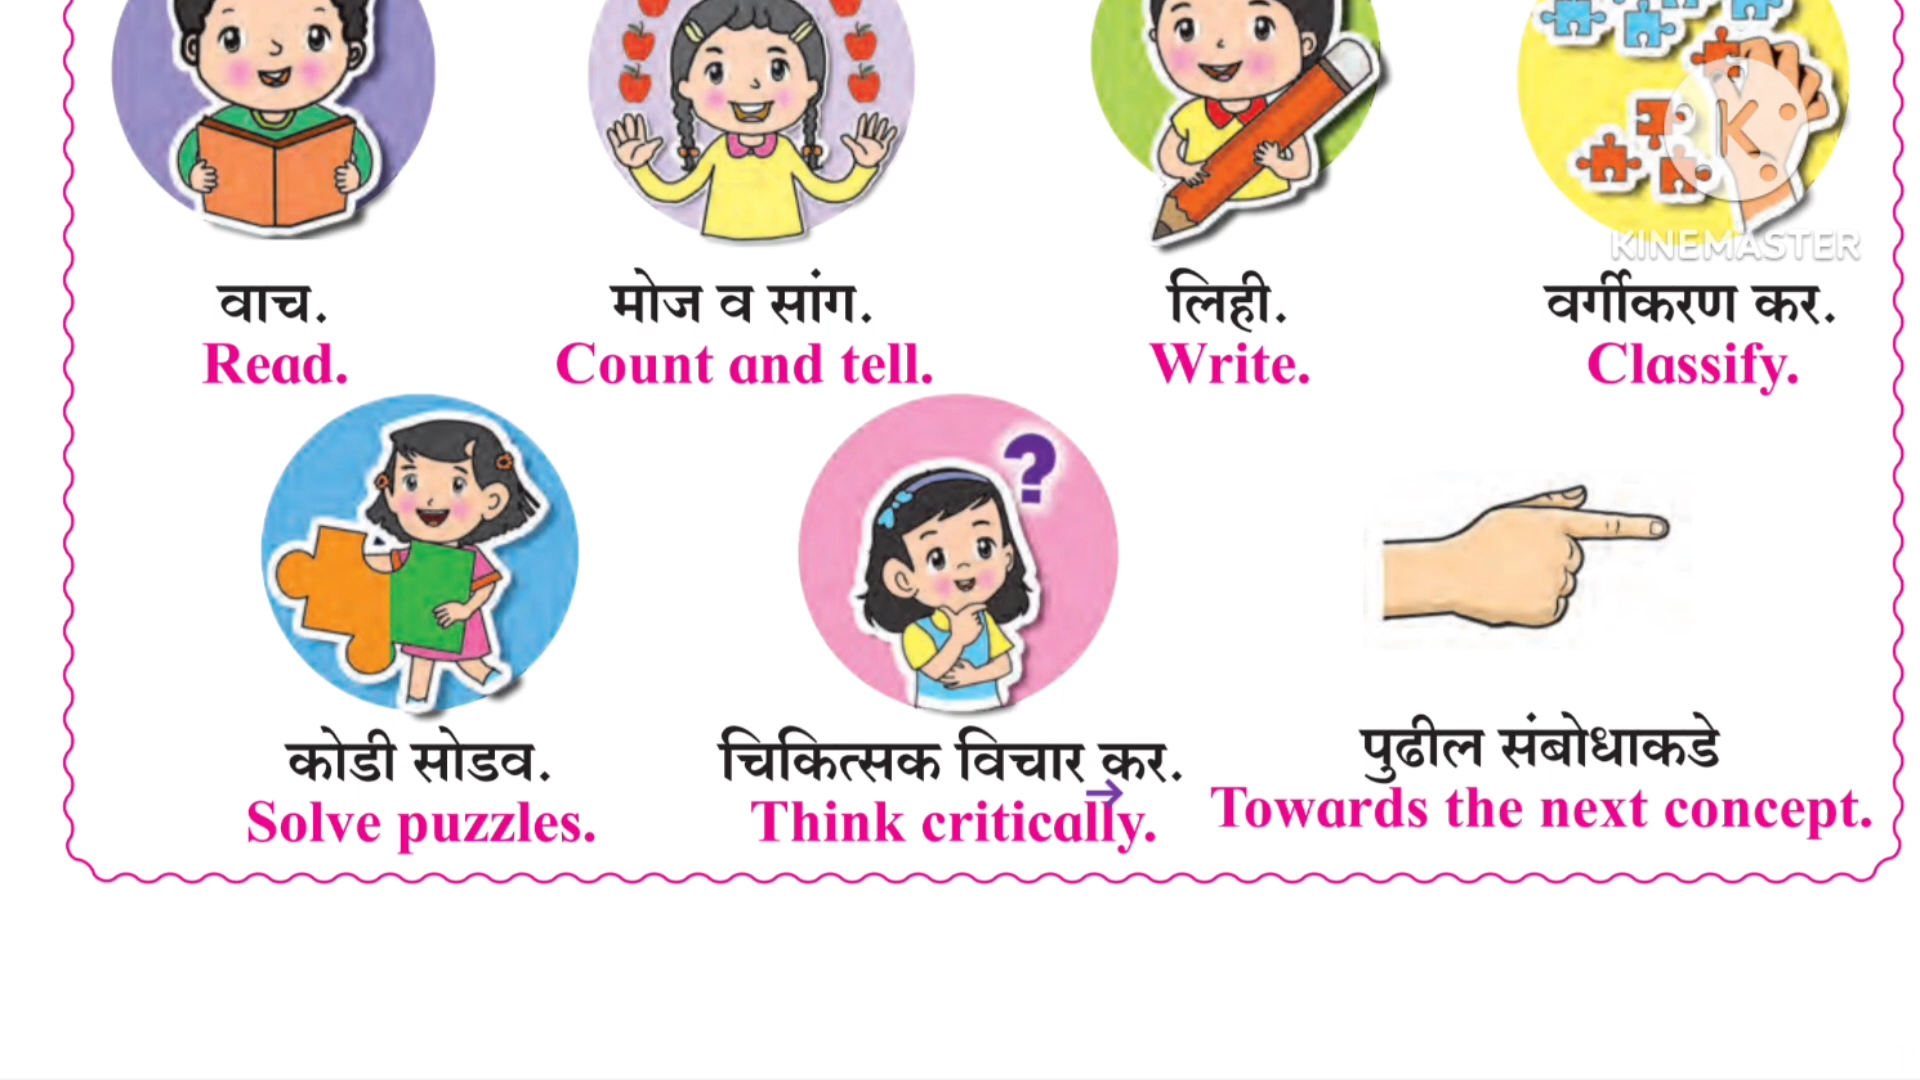 K
KINEMASTER
वाच. मोज व सांग. लिही. वर्गीकरण कर.
Read. Count and tell. Write. Classify.
?
कोडी सोडव. चिकित्सक विचार कर. पुढील संबोधाकडे
Solve puzzles. Think critically. Towards the next concept.